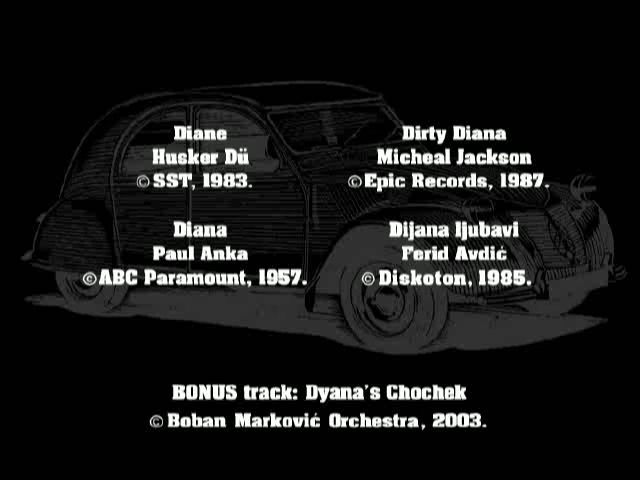 Diane
Husker Dü
© SST, 1983.
Dirty Diana
Micheal Jackson
© Epic Records, 1987.
Diana
Paul Anka
© ABC Paramount, 1957.
Dijana ljubavi
Ferid Avdić
© Diskoton, 1985.
BONUS track: Dyana's Chochek
© Boban Marković Orchestra, 2003.